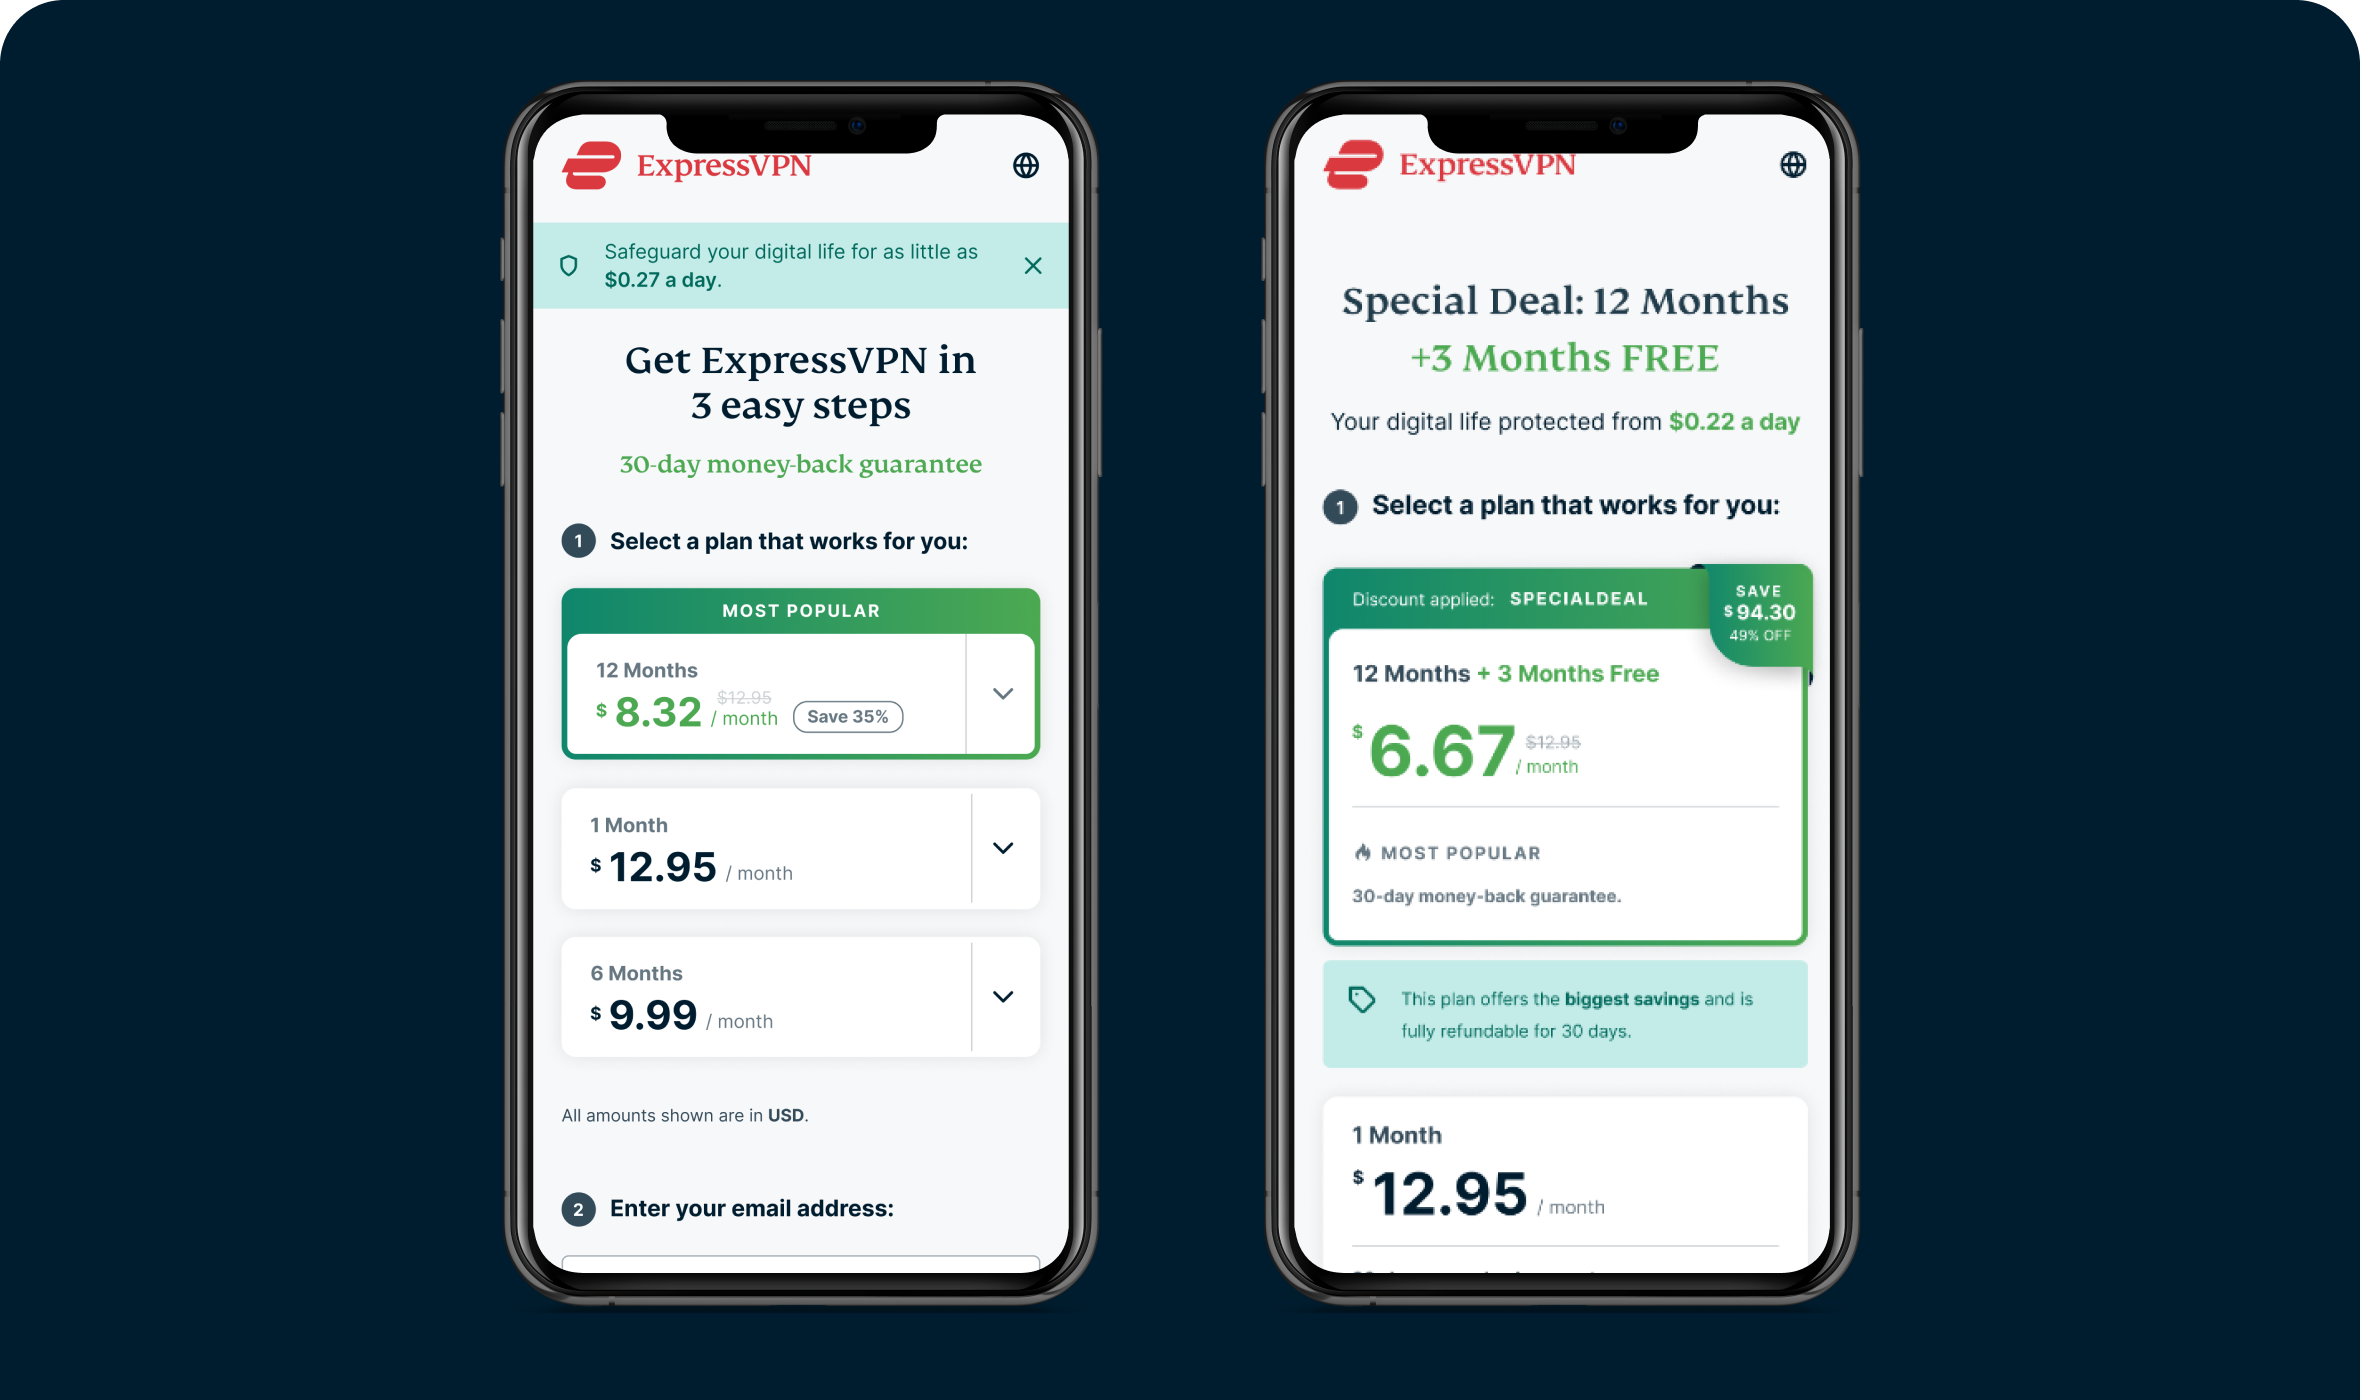 ExpressVPN
Safeguard your digital life for as little as
$0.27 a day.
Get ExpressVPN in
3 easy steps
30-day money-back guarantee
1 Select a plan that works for you:
MOST POPULAR
12 Months
$ 8.32 $12.95 / month Save 35%
1 Month
$ 12.95 / month
6 Months
$ 9.99 / month
All amounts shown are in USD.
2 Enter your email address:
ExpressVPN
Special Deal: 12 Months
+3 Months FREE
Your digital life protected from $0.22 a day
1 Select a plan that works for you:
Discount applied: SPECIALDEAL
SAVE
$94.30
49% OFF
12 Months + 3 Months Free
$ 6.67 $12.95 / month
MOST POPULAR
30-day money-back guarantee.
This plan offers the biggest savings and is
fully refundable for 30 days.
1 Month
$ 12.95 / month